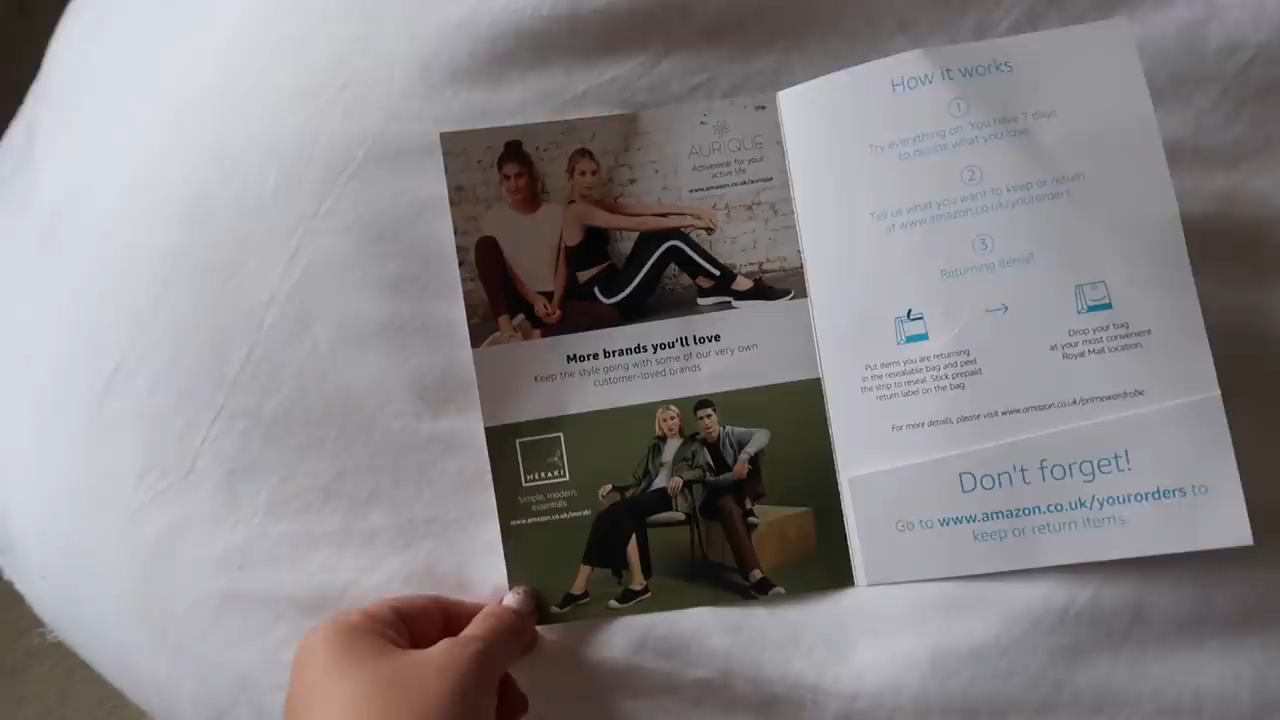 AURIQUE
Activewear for your
active life
www.amazon.co.uk/aurique
More brands you'll love
Keep the style going with some of our very own
customer-loved brands
MERAKI
Simple, modern,
essentials
www.amazon.co.uk/meraki
How it works
1
Try everything on. You have 7 days
to decide what you love.
2
Tell us what you want to keep or return
at www.amazon.co.uk/yourorders.
3
Returning items?
Put items you are returning
in the resealable bag and peel
the strip to reseal. Stick prepaid
return label on the bag.
Drop your bag
at your most convenient
Royal Mail location.
For more details, please visit www.amazon.co.uk/primewardrobe
Don't forget!
Go to www.amazon.co.uk/yourorders to
keep or return items.